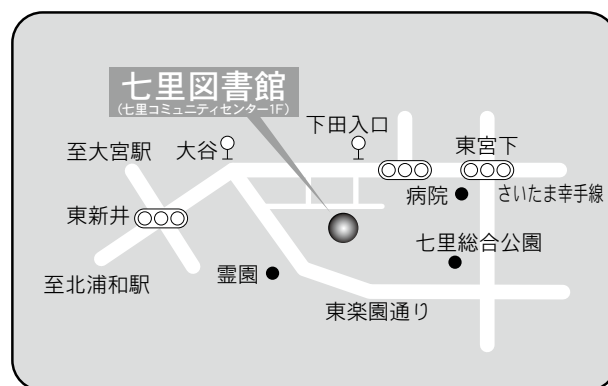 七里図書館
(七里コミュニティセンター1F)
下田入口
至大宮駅
大谷
東宮下
病院
さいたま幸手線
東新井
七里総合公園
霊園
至北浦和駅
東楽園通り